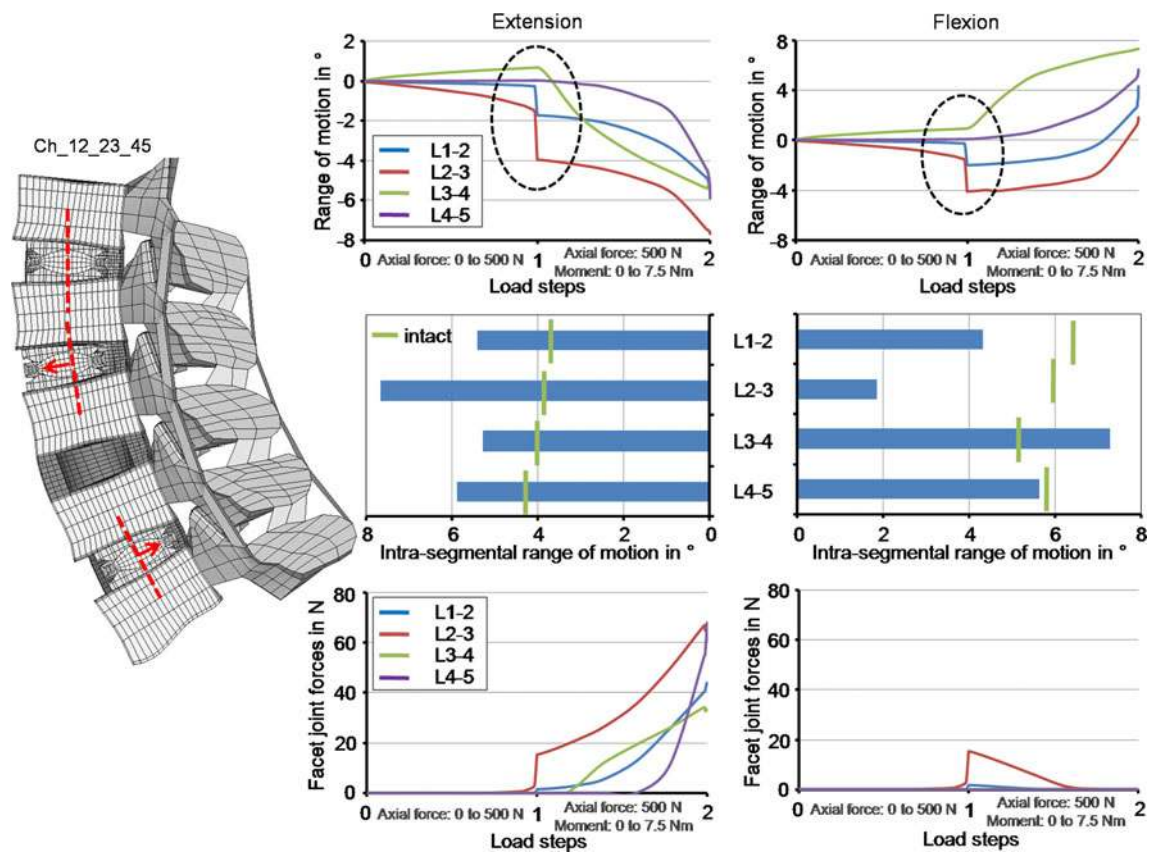 Ch_12_23_45
Extension
Range of motion in °
2
0
−2
−4
−6
−8
L1-2
L2-3
L3-4
L4-5
0
1
2
Axial force: 0 to 500 N
Axial force: 500 N
Moment: 0 to 7.5 Nm
Load steps
Flexion
Range of motion in °
8
4
0
−4
−8
0
1
2
Axial force: 0 to 500 N
Axial force: 500 N
Moment: 0 to 7.5 Nm
Load steps
intact
8
6
4
2
0
Intra-segmental range of motion in °
L1-2
L2-3
L3-4
L4-5
0
2
4
6
8
Intra-segmental range of motion in °
Facet joint forces in N
80
60
40
20
0
L1-2
L2-3
L3-4
L4-5
0
1
2
Axial force: 0 to 500 N
Axial force: 500 N
Moment: 0 to 7.5 Nm
Load steps
Facet joint forces in N
80
60
40
20
0
0
1
2
Axial force: 0 to 500 N
Axial force: 500 N
Moment: 0 to 7.5 Nm
Load steps